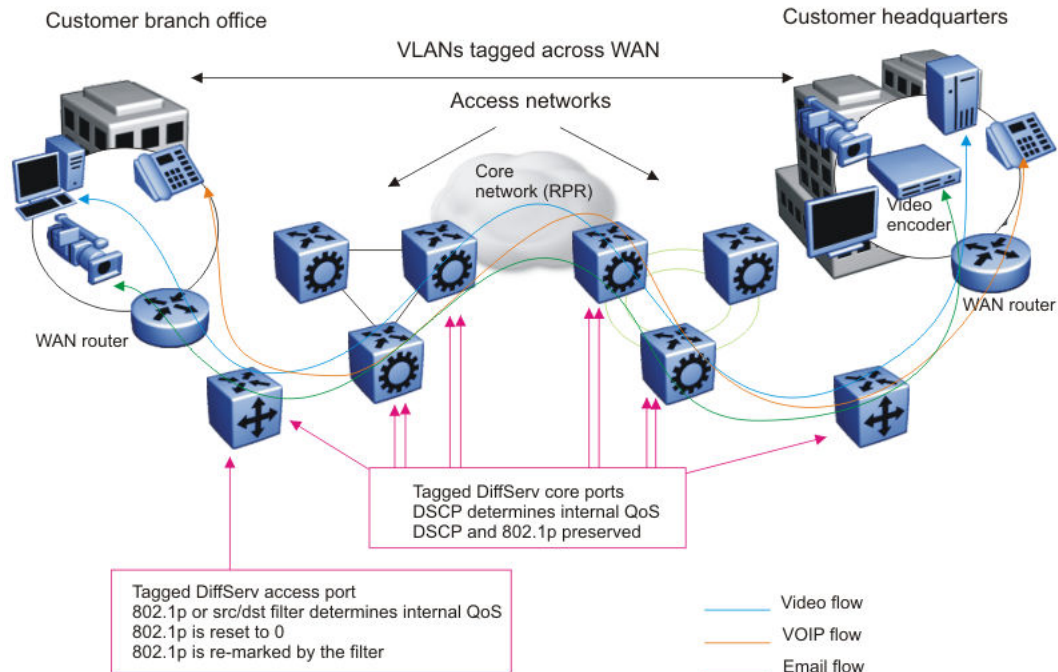 Customer branch office
Customer headquarters
VLANs tagged across WAN
Access networks
Core
network (RPR)
Video
encoder
WAN router
WAN router
Tagged DiffServ core ports
DSCP determines internal QoS
DSCP and 802.1p preserved
Tagged DiffServ access port
802.1p or src/dst filter determines internal QoS
802.1p is reset to 0
802.1p is re-marked by the filter
Video flow
VOIP flow
Email flow